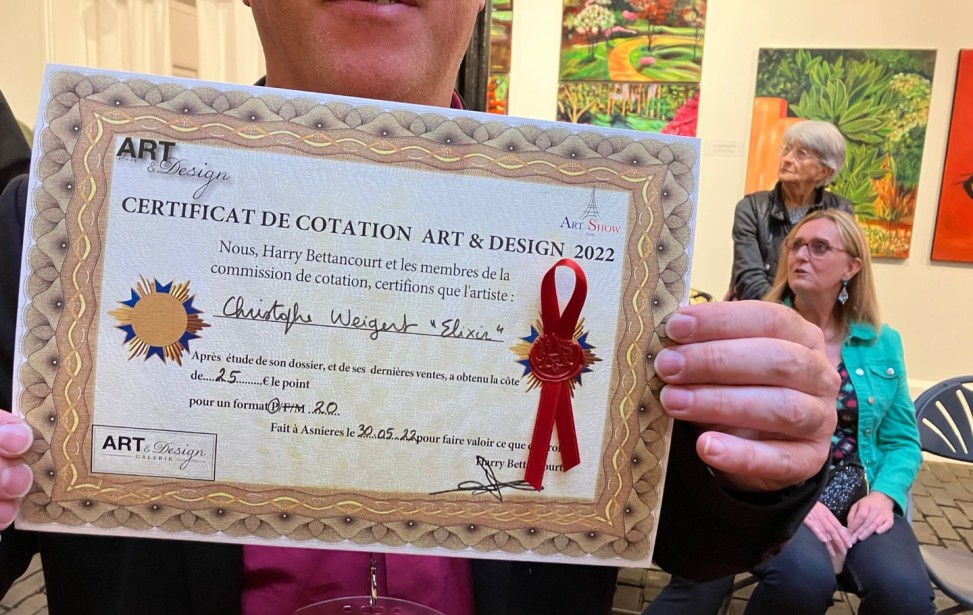 ART
& Design
CERTIFICAT DE COTATION ART & DESIGN 2022
ART SHOW
Nous, Harry Bettancourt et les membres de la
commission de cotation, certifions que l'artiste :
Christophe Weigert "Elixir"
Après étude de son dossier, et de ses dernières ventes, a obtenu la côte
de....25.........€ le point
pour un format P/F/M ..20..
Fait à Asnieres le 30.05.22 pour faire valoir ce que
Harry
ART & Design
GALERIE